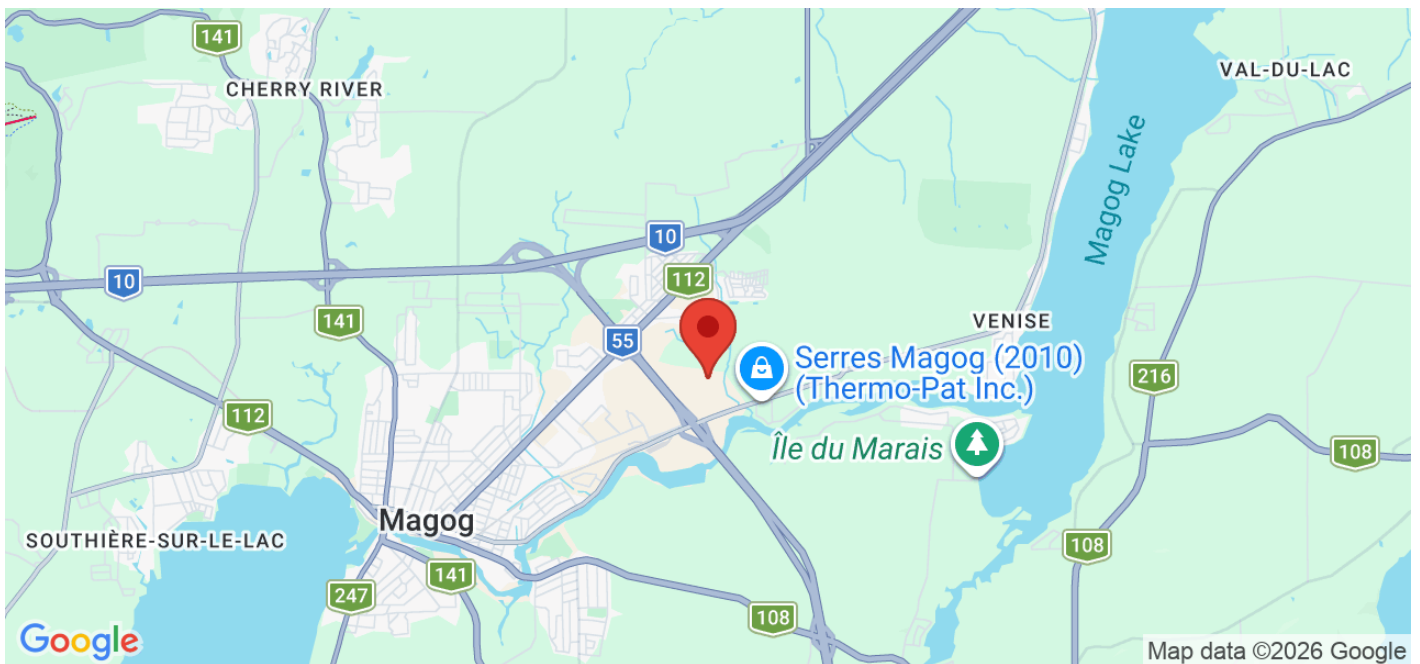 141
VAL-DU-LAC
CHERRY RIVER
Magog Lake
10
10
112
141
55
VENISE
Serres Magog (2010)
(Thermo-Pat Inc.)
216
112
Île du Marais
108
Magog
SOUTHIÈRE-SUR-LE-LAC
108
141
247
108
Google
Map data ©2026 Google